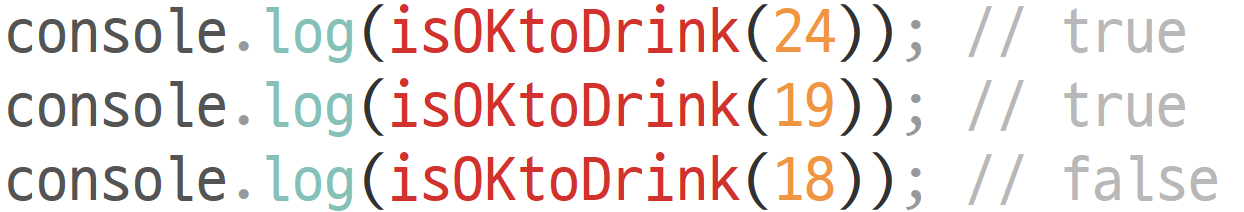 console.log(isOKtoDrink(24)); // true
console.log(isOKtoDrink(19)); // true
console.log(isOKtoDrink(18)); // false